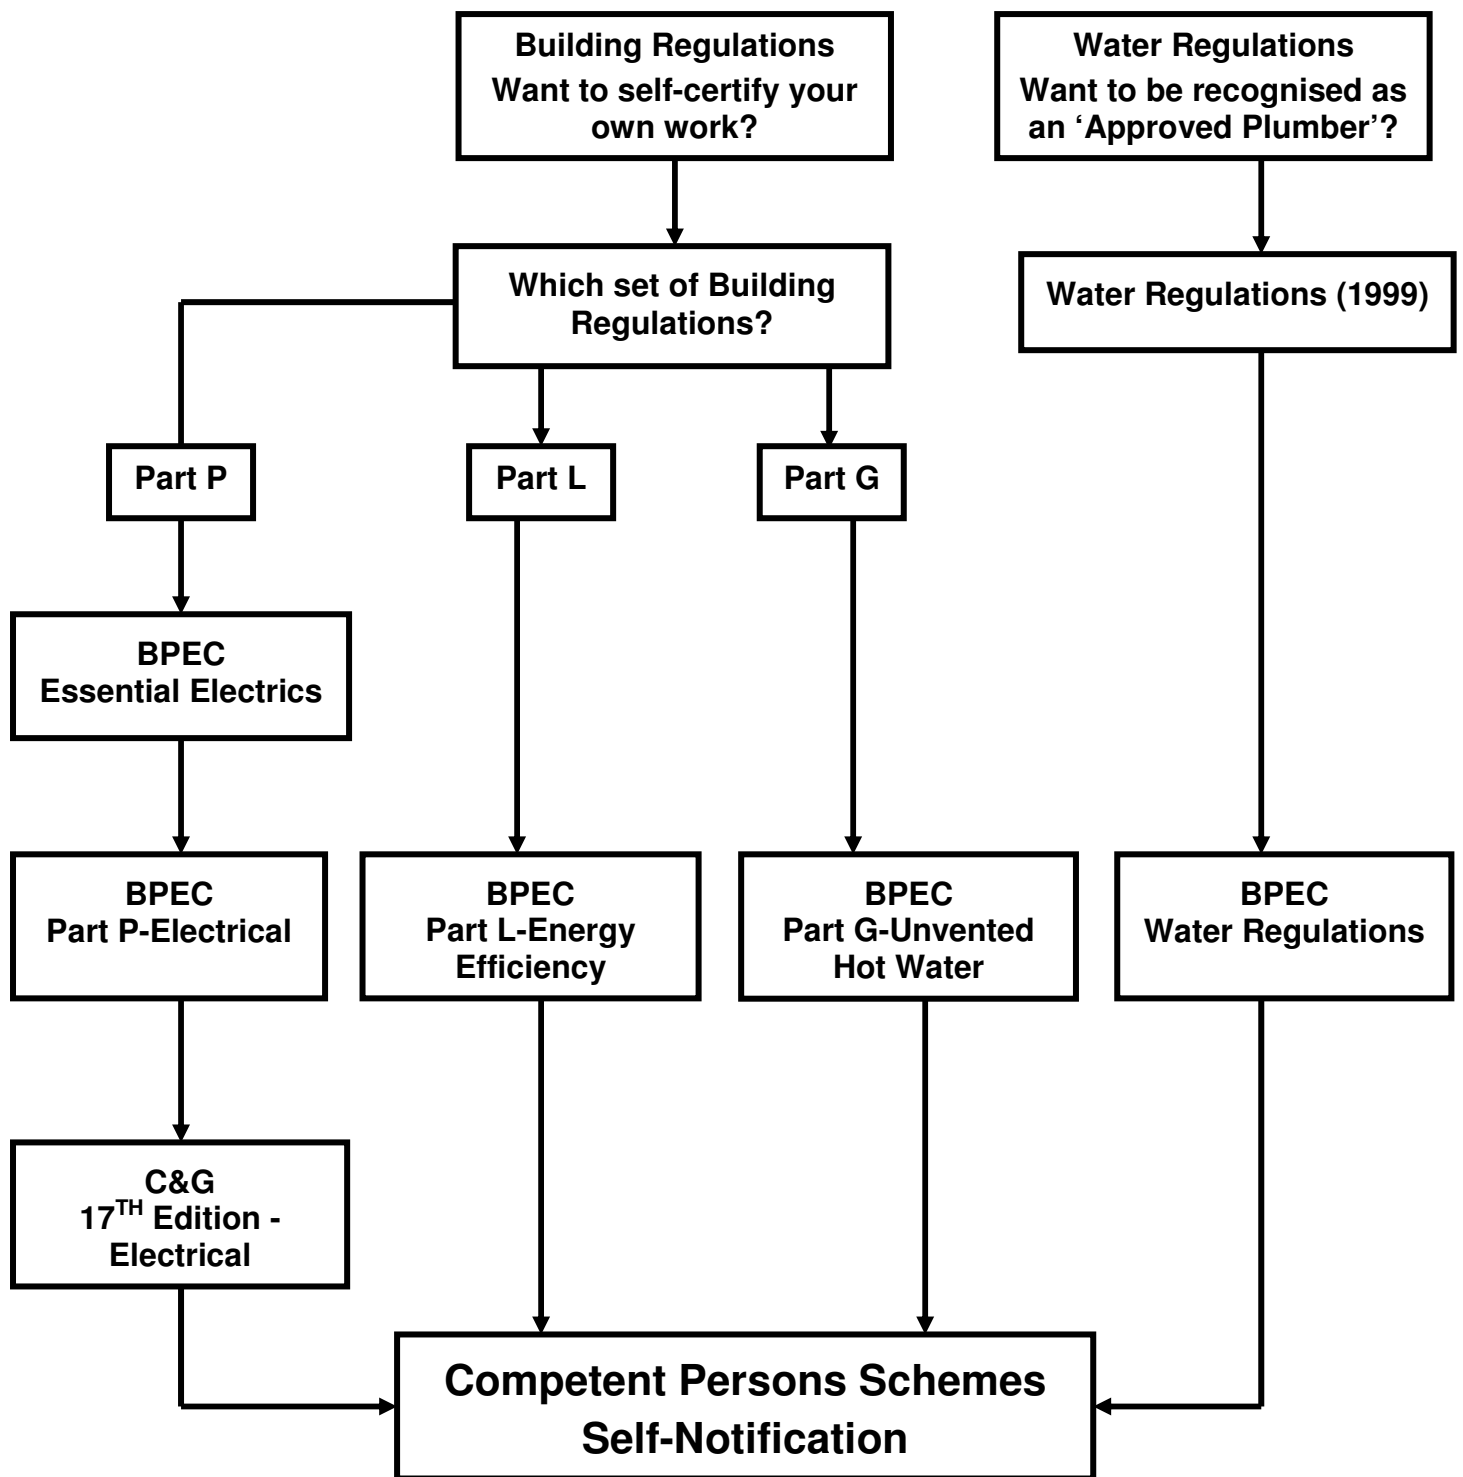 Building Regulations
Want to self-certify your
own work?
Water Regulations
Want to be recognised as
an ‘Approved Plumber’?
Which set of Building
Regulations?
Water Regulations (1999)
Part P
Part L
Part G
BPEC
Essential Electrics
BPEC
Part P-Electrical
BPEC
Part L-Energy
Efficiency
BPEC
Part G-Unvented
Hot Water
BPEC
Water Regulations
C&G
17TH Edition -
Electrical
Competent Persons Schemes
Self-Notification